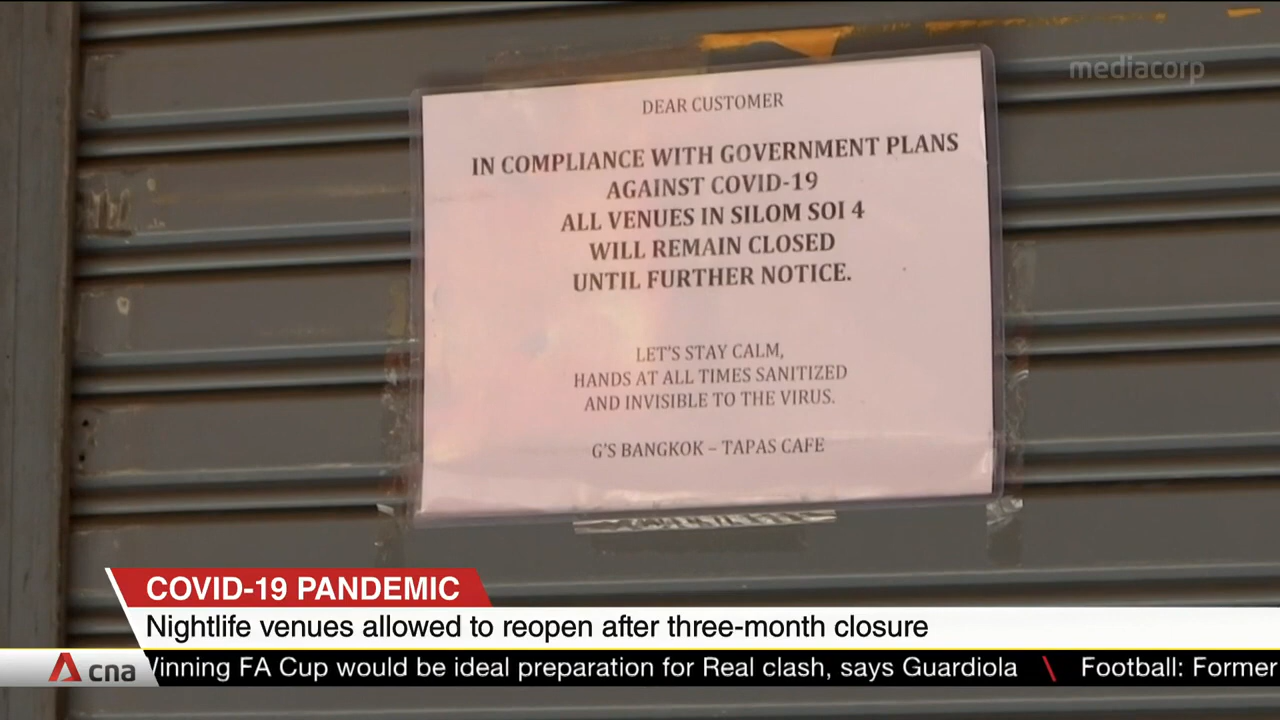 mediacorp
DEAR CUSTOMER
IN COMPLIANCE WITH GOVERNMENT PLANS
AGAINST COVID-19
ALL VENUES IN SILOM SOI 4
WILL REMAIN CLOSED
UNTIL FURTHER NOTICE.
LET'S STAY CALM,
HANDS AT ALL TIMES SANITIZED
AND INVISIBLE TO THE VIRUS.
G'S BANGKOK – TAPAS CAFE
COVID-19 PANDEMIC
Nightlife venues allowed to reopen after three-month closure
cna
Winning FA Cup would be ideal preparation for Real clash, says Guardiola \ Football: Former